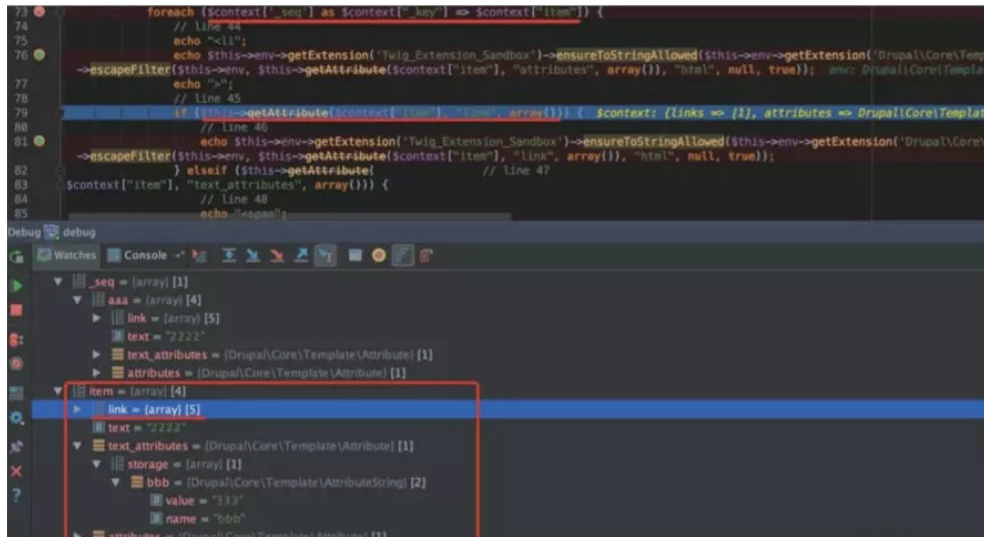 73 foreach ($context['_seq'] as $context["_key"] => $context["item"]) {
74 // line 44
75 echo "<li";
76 echo $this->env->getExtension('Twig_Extension_Sandbox')->ensureToStringAllowed($this->env->getExtension('Drupal\Core\Temp
->escapeFilter($this->env, $this->getAttribute($context["item"], "attributes", array()), "html", null, true)); env: Drupal\Core\Templa
77 echo ">";
78 // line 45
79 if ($this->getAttribute($context["item"], "link", array())) { $context: {links => [1], attributes => Drupal\Core\Templat
80 // line 46
81 echo $this->env->getExtension('Twig_Extension_Sandbox')->ensureToStringAllowed($this->env->getExtension('Drupal\C
->escapeFilter($this->env, $this->getAttribute($context["item"], "link", array()), "html", null, true));
82 } elseif ($this->getAttribute( // line 47
83 $context["item"], "text_attributes", array())) {
84 // line 48
85 echo "<span";
Debug debug
Watches Console
_seq = {array} [1]
aaa = {array} [4]
link = {array} [5]
text = "2222"
text_attributes = {Drupal\Core\Template\Attribute} [1]
attributes = {Drupal\Core\Template\Attribute} [1]
item = {array} [4]
link = {array} [5]
text = "2222"
text_attributes = {Drupal\Core\Template\Attribute} [1]
storage = {array} [1]
bbb = {Drupal\Core\Template\AttributeString} [2]
value = "333"
name = "bbb"
attributes = {Drupal\Core\Template\Attribute} [1]